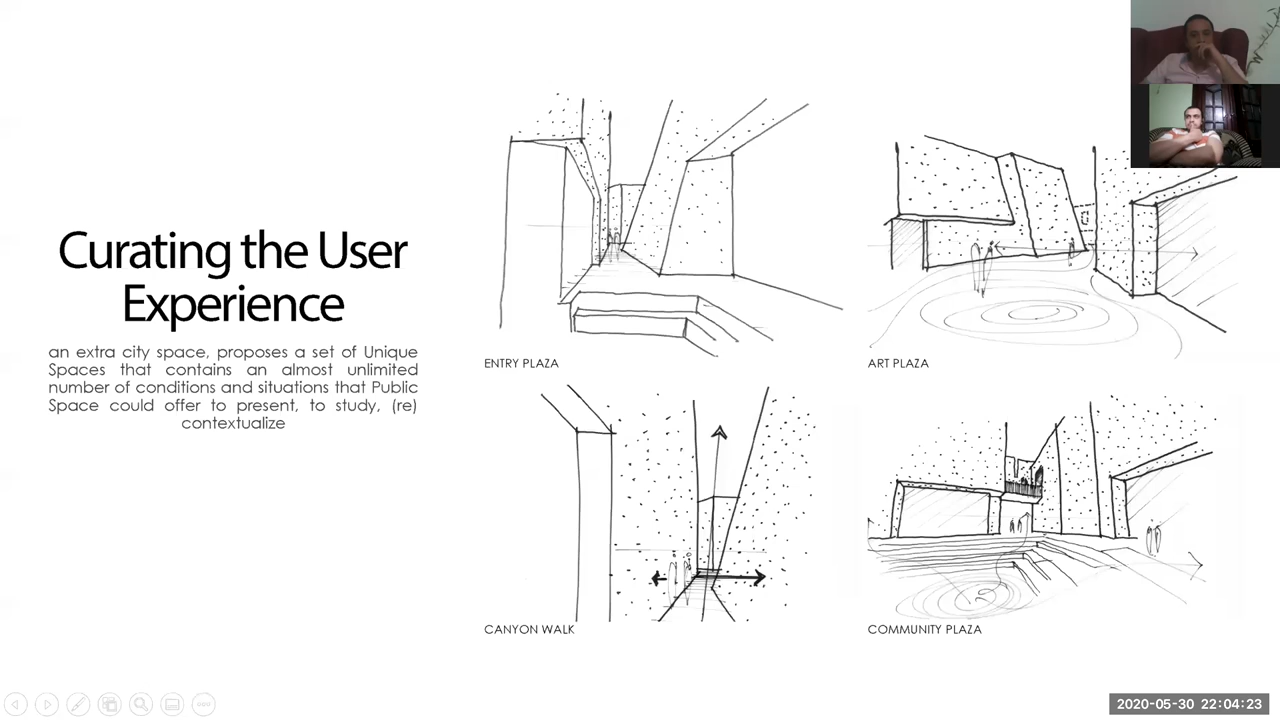 Curating the User
Experience
an extra city space, proposes a set of Unique
Spaces that contains an almost unlimited
number of conditions and situations that Public
Space could offer to present, to study, (re)
contextualize
ENTRY PLAZA
ART PLAZA
CANYON WALK
COMMUNITY PLAZA
2020-05-30 22:04:23